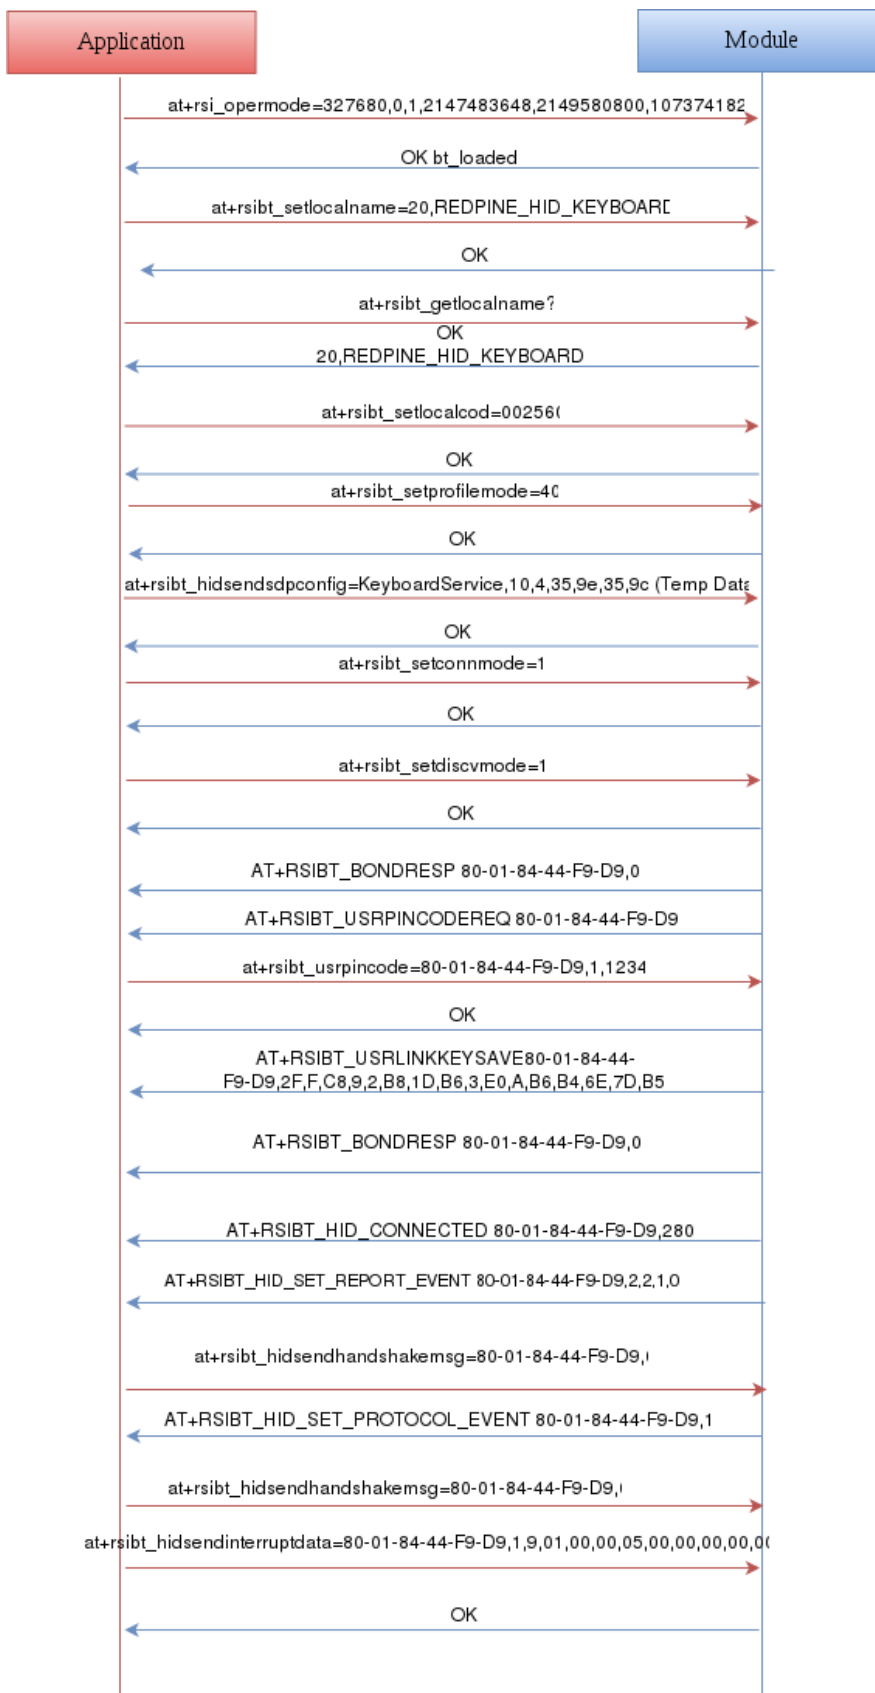 Application
Module
at+rsi_opermode=327680,0,1,2147483648,2149580800,107374182
OK bt_loaded
at+rsibt_setlocalname=20,REDPINE_HID_KEYBOARD
OK
at+rsibt_getlocalname?
OK
20,REDPINE_HID_KEYBOARD
at+rsibt_setlocalcod=002560
OK
at+rsibt_setprofilemode=40
OK
at+rsibt_hidsendsdpconfig=KeyboardService,10,4,35,9e,35,9c (Temp Data
OK
at+rsibt_setconnmode=1
OK
at+rsibt_setdiscvmode=1
OK
AT+RSIBT_BONDRESP 80-01-84-44-F9-D9,0
AT+RSIBT_USRPINCODEREQ 80-01-84-44-F9-D9
at+rsibt_usrpincode=80-01-84-44-F9-D9,1,1234
OK
AT+RSIBT_USRLINKKEYSAVE80-01-84-44-
F9-D9,2F,F,C8,9,2,B8,1D,B6,3,E0,A,B6,B4,6E,7D,B5
AT+RSIBT_BONDRESP 80-01-84-44-F9-D9,0
AT+RSIBT_HID_CONNECTED 80-01-84-44-F9-D9,280
AT+RSIBT_HID_SET_REPORT_EVENT 80-01-84-44-F9-D9,2,2,1,0
at+rsibt_hidsendhandshakemsg=80-01-84-44-F9-D9,
AT+RSIBT_HID_SET_PROTOCOL_EVENT 80-01-84-44-F9-D9,1
at+rsibt_hidsendhandshakemsg=80-01-84-44-F9-D9,
at+rsibt_hidsendinterruptdata=80-01-84-44-F9-D9,1,9,01,00,00,05,00,00,00,00,00
OK